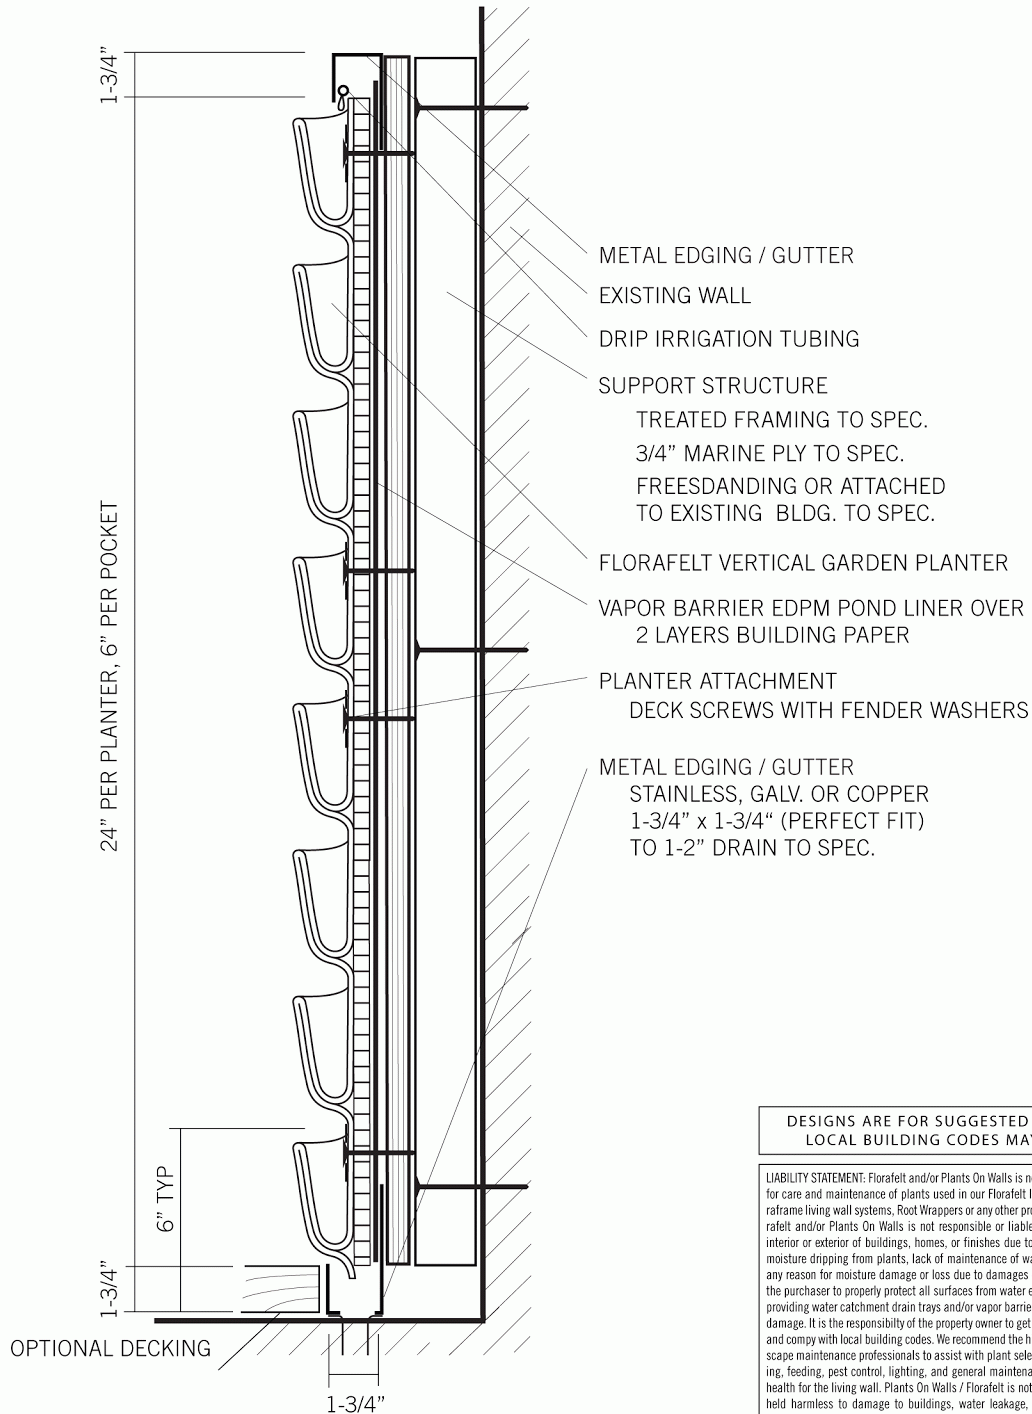 1-3/4”
METAL EDGING / GUTTER
EXISTING WALL
DRIP IRRIGATION TUBING
SUPPORT STRUCTURE
TREATED FRAMING TO SPEC.
3/4” MARINE PLY TO SPEC.
FREESDANDING OR ATTACHED
TO EXISTING BLDG. TO SPEC.
24” PER PLANTER, 6” PER POCKET
FLORAFELT VERTICAL GARDEN PLANTER
VAPOR BARRIER EDPM POND LINER OVER
2 LAYERS BUILDING PAPER
PLANTER ATTACHMENT
DECK SCREWS WITH FENDER WASHERS
METAL EDGING / GUTTER
STAINLESS, GALV. OR COPPER
1-3/4” x 1-3/4“ (PERFECT FIT)
TO 1-2” DRAIN TO SPEC.
6” TYP
1-3/4”
OPTIONAL DECKING
1-3/4”
DESIGNS ARE FOR SUGGESTED
LOCAL BUILDING CODES MA
LIABILITY STATEMENT: Florafelt and/or Plants On Walls is n
for care and maintenance of plants used in our Florafelt
raframe living wall systems, Root Wrappers or any other pro
rafelt and/or Plants On Walls is not responsible or liable
interior or exterior of buildings, homes, or finishes due to
moisture dripping from plants, lack of maintenance of wa
any reason for moisture damage or loss due to damages
the purchaser to properly protect all surfaces from water e
providing water catchment drain trays and/or vapor barrie
damage. It is the responsibilty of the property owner to get
and compy with local building codes. We recommend the h
scape maintenance professionals to assist with plant sele
ing, feeding, pest control, lighting, and general maintena
health for the living wall. Plants On Walls / Florafelt is not
held harmless to damage to buildings, water leakage,